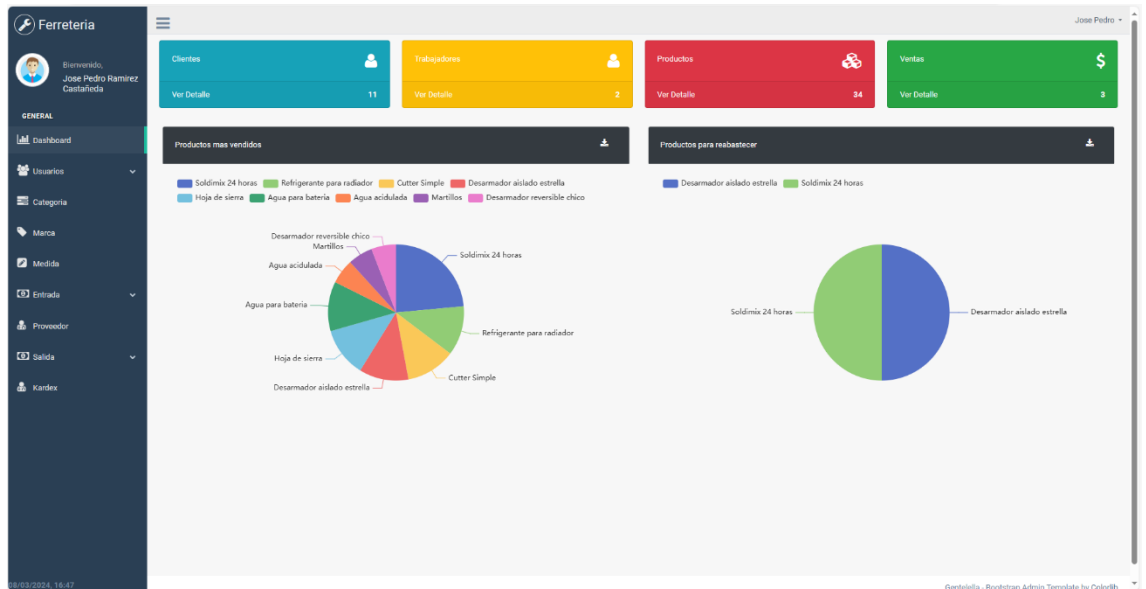 Ferreteria
Jose Pedro
Bienvenido,
Jose Pedro Ramirez
Castañeda
GENERAL
Dashboard
Usuarios
Categoria
Marca
Medida
Entrada
Proveedor
Salida
Kardex
08/03/2024, 16:47
Clientes
Ver Detalle 11
Trabajadores
Ver Detalle 2
Productos
Ver Detalle 34
Ventas
$
Ver Detalle 3
Productos mas vendidos
Soldimix 24 horas Refrigerante para radiador Cutter Simple Desarmador aislado estrella
Hoja de sierra Agua para bateria Agua acidulada Martillos Desarmador reversible chico
Desarmador reversible chico
Martillos
Soldimix 24 horas
Agua acidulada
Agua para bateria
Refrigerante para radiador
Hoja de sierra
Cutter Simple
Desarmador aislado estrella
Productos para reabastecer
Desarmador aislado estrella Soldimix 24 horas
Soldimix 24 horas
Desarmador aislado estrella
Gentelella - Bootstrap Admin Template by Colorlib